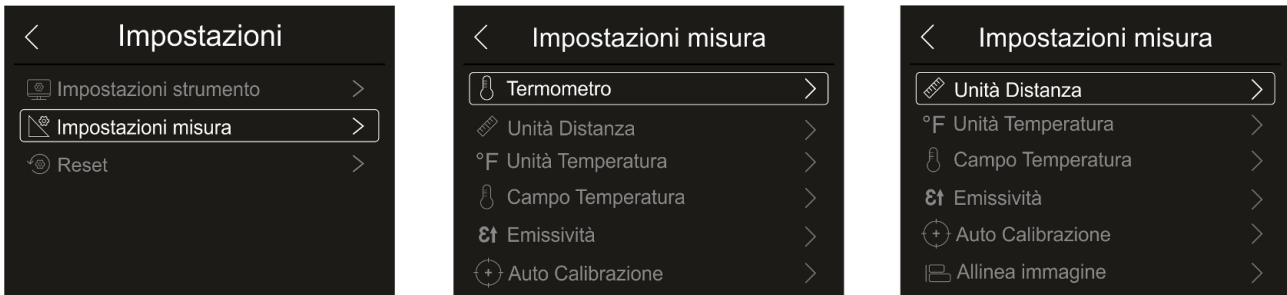 Impostazioni
Impostazioni strumento
Impostazioni misura
Reset
Impostazioni misura
Termometro
Unità Distanza
°F Unità Temperatura
Campo Temperatura
Ɛ↑ Emissività
Auto Calibrazione
Impostazioni misura
Unità Distanza
°F Unità Temperatura
Campo Temperatura
Ɛ↑ Emissività
Auto Calibrazione
Allinea immagine